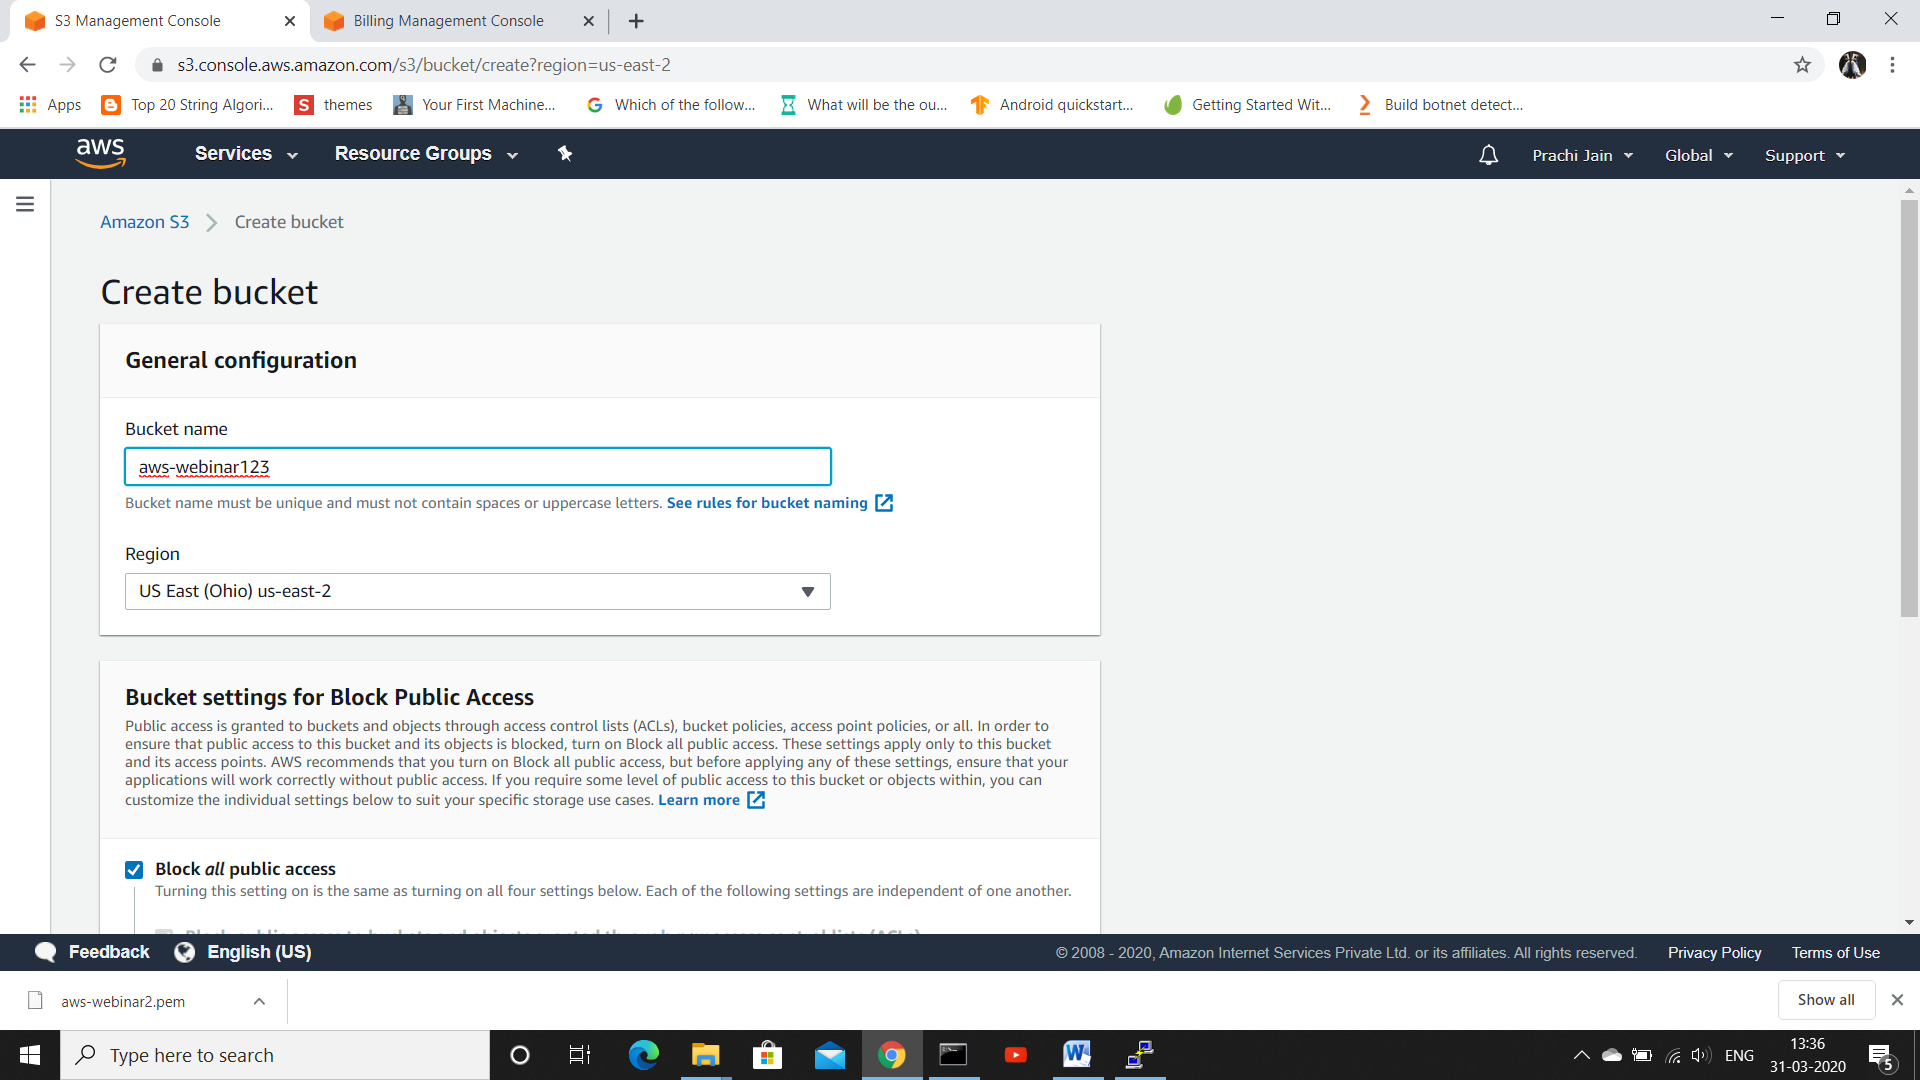 S3 Management Console
Billing Management Console
s3.console.aws.amazon.com/s3/bucket/create?region=us-east-2
Apps Top 20 String Algori... themes Your First Machine... Which of the follow... What will be the ou... Android quickstart... Getting Started Wit... Build botnet detect...
aws Services Resource Groups Prachi Jain Global Support
Amazon S3 Create bucket
Create bucket
General configuration
Bucket name
aws-webinar123
Bucket name must be unique and must not contain spaces or uppercase letters. See rules for bucket naming
Region
US East (Ohio) us-east-2
Bucket settings for Block Public Access
Public access is granted to buckets and objects through access control lists (ACLs), bucket policies, access point policies, or all. In order to
ensure that public access to this bucket and its objects is blocked, turn on Block all public access. These settings apply only to this bucket
and its access points. AWS recommends that you turn on Block all public access, but before applying any of these settings, ensure that your
applications will work correctly without public access. If you require some level of public access to this bucket or objects within, you can
customize the individual settings below to suit your specific storage use cases. Learn more
Block all public access
Turning this setting on is the same as turning on all four settings below. Each of the following settings are independent of one another.
Feedback English (US) © 2008 - 2020, Amazon Internet Services Private Ltd. or its affiliates. All rights reserved. Privacy Policy Terms of Use
aws-webinar2.pem Show all
Type here to search
ENG
13:36
31-03-2020
5